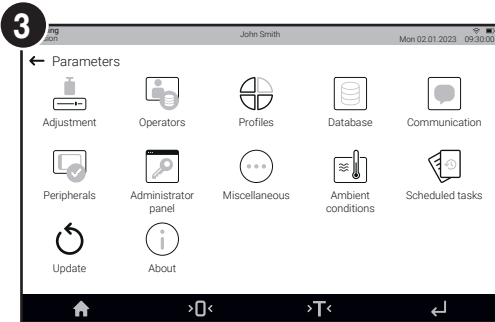 3
John Smith
Mon 02.01.2023 09:30:00
← Parameters
Adjustment Operators Profiles Database Communication
Peripherals Administrator panel Miscellaneous Ambient conditions Scheduled tasks
Update About
>0< >T<